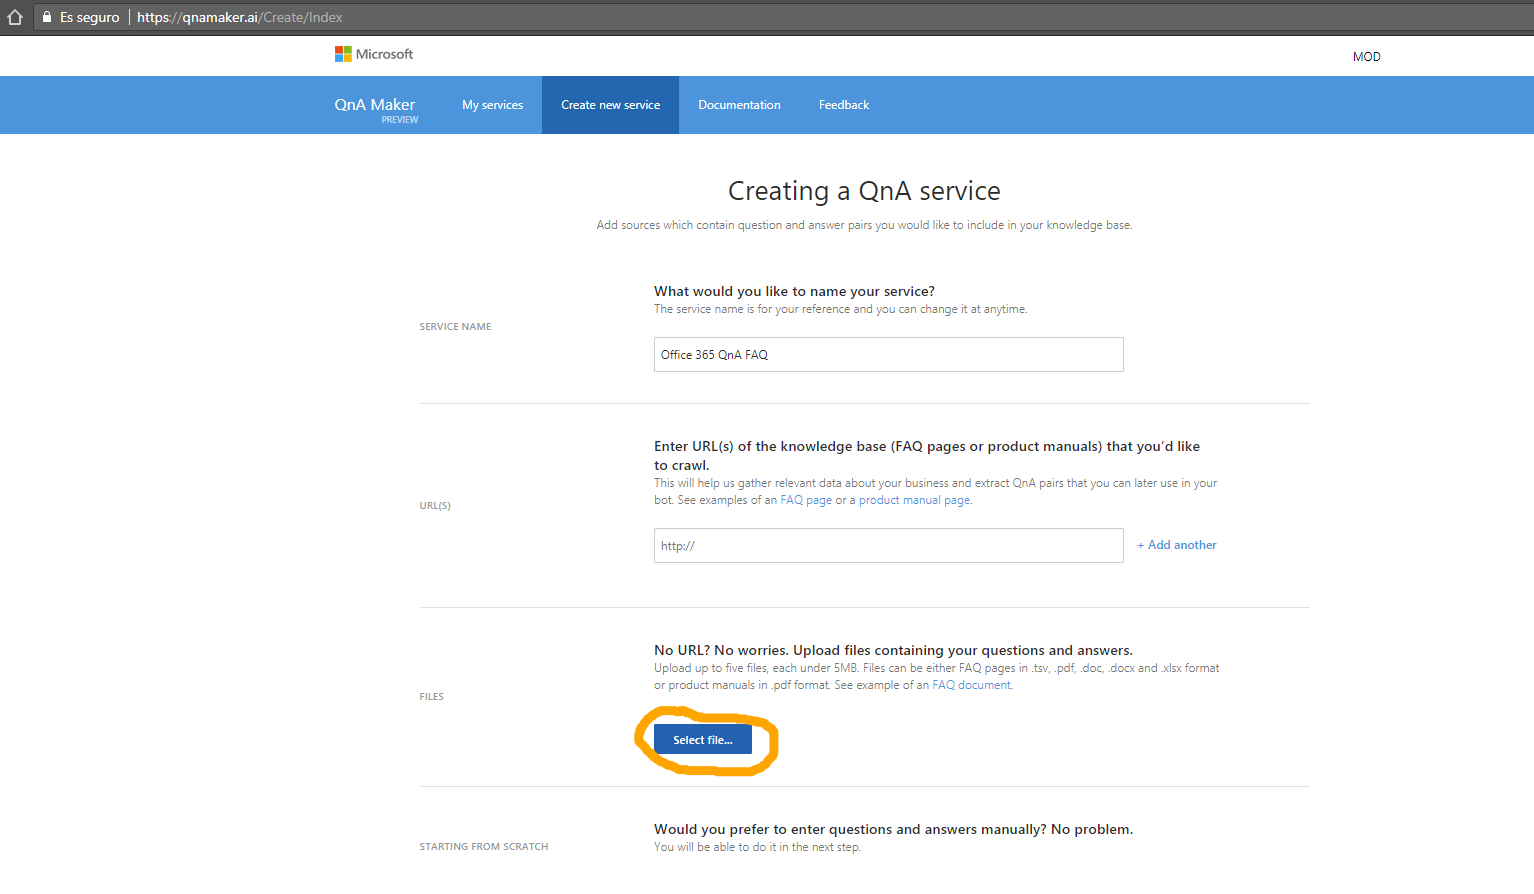 Es seguro | https://qnamaker.ai/Create/Index
Microsoft
MOD
QnA Maker
PREVIEW
My services
Create new service
Documentation
Feedback
Creating a QnA service
Add sources which contain question and answer pairs you would like to include in your knowledge base.
SERVICE NAME
What would you like to name your service?
The service name is for your reference and you can change it at anytime.
Office 365 QnA FAQ
URL(S)
Enter URL(s) of the knowledge base (FAQ pages or product manuals) that you'd like
to crawl.
This will help us gather relevant data about your business and extract QnA pairs that you can later use in your
bot. See examples of an FAQ page or a product manual page.
http://
+ Add another
FILES
No URL? No worries. Upload files containing your questions and answers.
Upload up to five files, each under 5MB. Files can be either FAQ pages in .tsv, .pdf, .doc, .docx and .xlsx format
or product manuals in .pdf format. See example of an FAQ document.
Select file...
STARTING FROM SCRATCH
Would you prefer to enter questions and answers manually? No problem.
You will be able to do it in the next step.